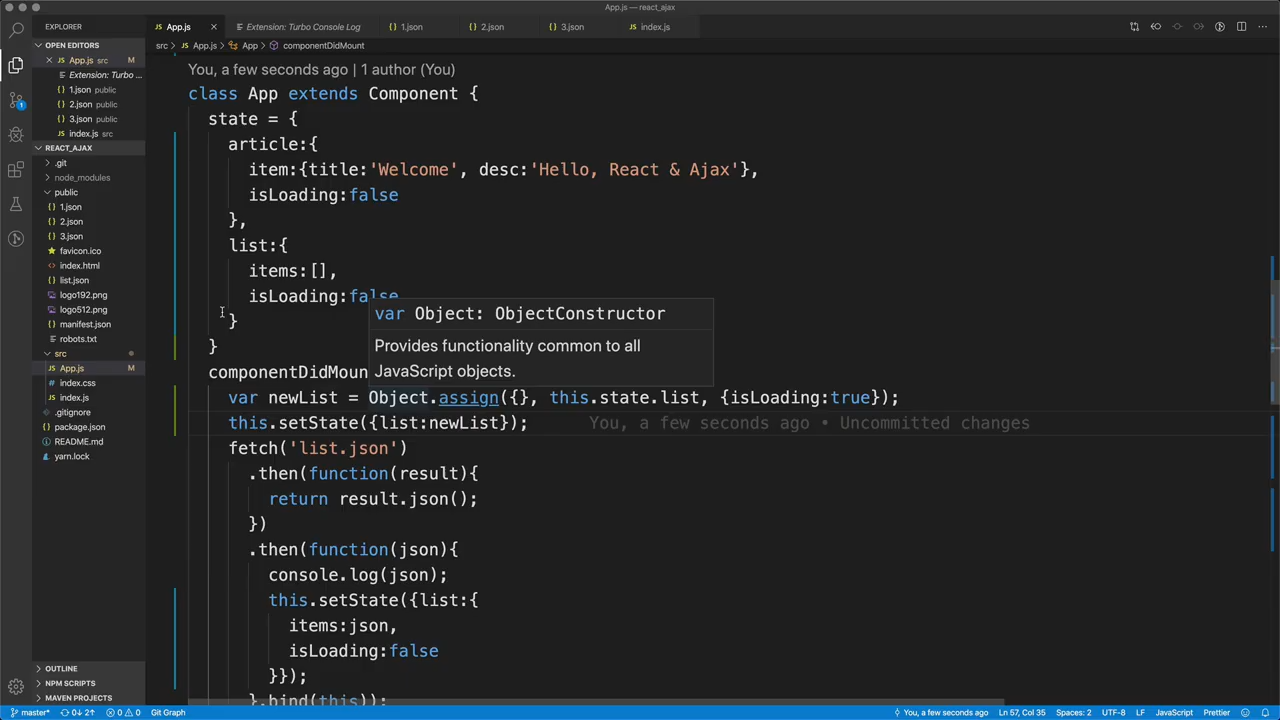 App.js — react_ajax
EXPLORER
OPEN EDITORS
App.js src M
Extension: Turbo ...
1.json public
2.json public
3.json public
index.js src
REACT_AJAX
.git
node_modules
public
1.json
2.json
3.json
favicon.ico
index.html
list.json
logo192.png
logo512.png
manifest.json
robots.txt
src
App.js M
index.css
index.js
.gitignore
package.json
README.md
yarn.lock
OUTLINE
NPM SCRIPTS
MAVEN PROJECTS
App.js
Extension: Turbo Console Log
1.json
2.json
3.json
index.js
src > App.js > App > componentDidMount
You, a few seconds ago | 1 author (You)
class App extends Component {
state = {
article:{
item:{title:'Welcome', desc:'Hello, React & Ajax'},
isLoading:false
},
list:{
items:[],
isLoading:false
}
}
var Object: ObjectConstructor
Provides functionality common to all
JavaScript objects.
componentDidMoun
var newList = Object.assign({}, this.state.list, {isLoading:true});
this.setState({list:newList}); You, a few seconds ago • Uncommitted changes
fetch('list.json')
.then(function(result){
return result.json();
})
.then(function(json){
console.log(json);
this.setState({list:{
items:json,
isLoading:false
}});
}.bind(this));
master* 0↓ 2↑ 0 0 Git Graph
You, a few seconds ago Ln 57, Col 35 Spaces: 2 UTF-8 LF JavaScript Prettier